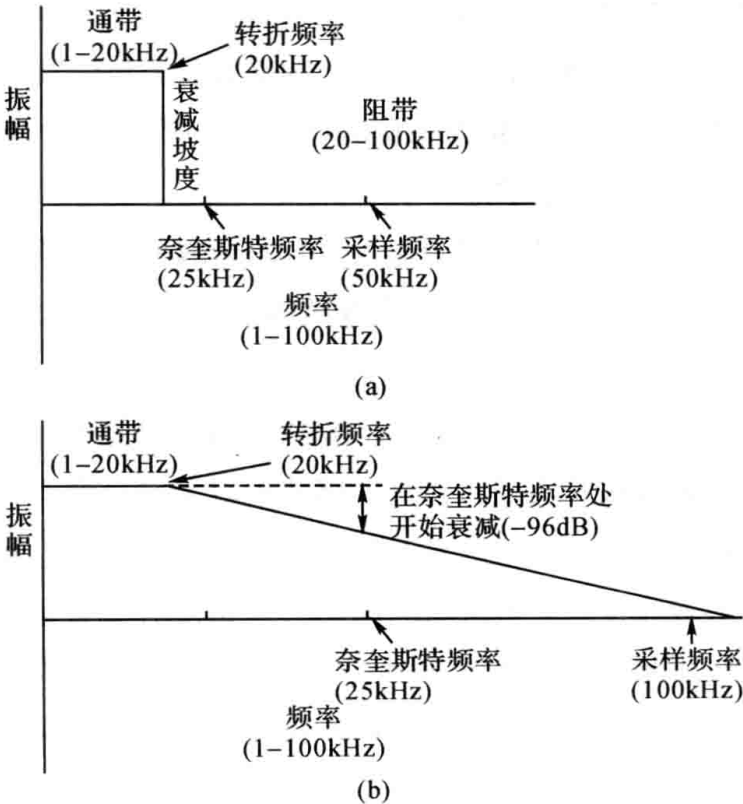 通带
(1–20kHz)
转折频率
(20kHz)
振幅
衰减坡度
阻带
(20–100kHz)
奈奎斯特频率
(25kHz)
采样频率
(50kHz)
频率
(1–100kHz)
(a)
通带
(1–20kHz)
转折频率
(20kHz)
振幅
在奈奎斯特频率处
开始衰减(–96dB)
奈奎斯特频率
(25kHz)
采样频率
(100kHz)
频率
(1–100kHz)
(b)